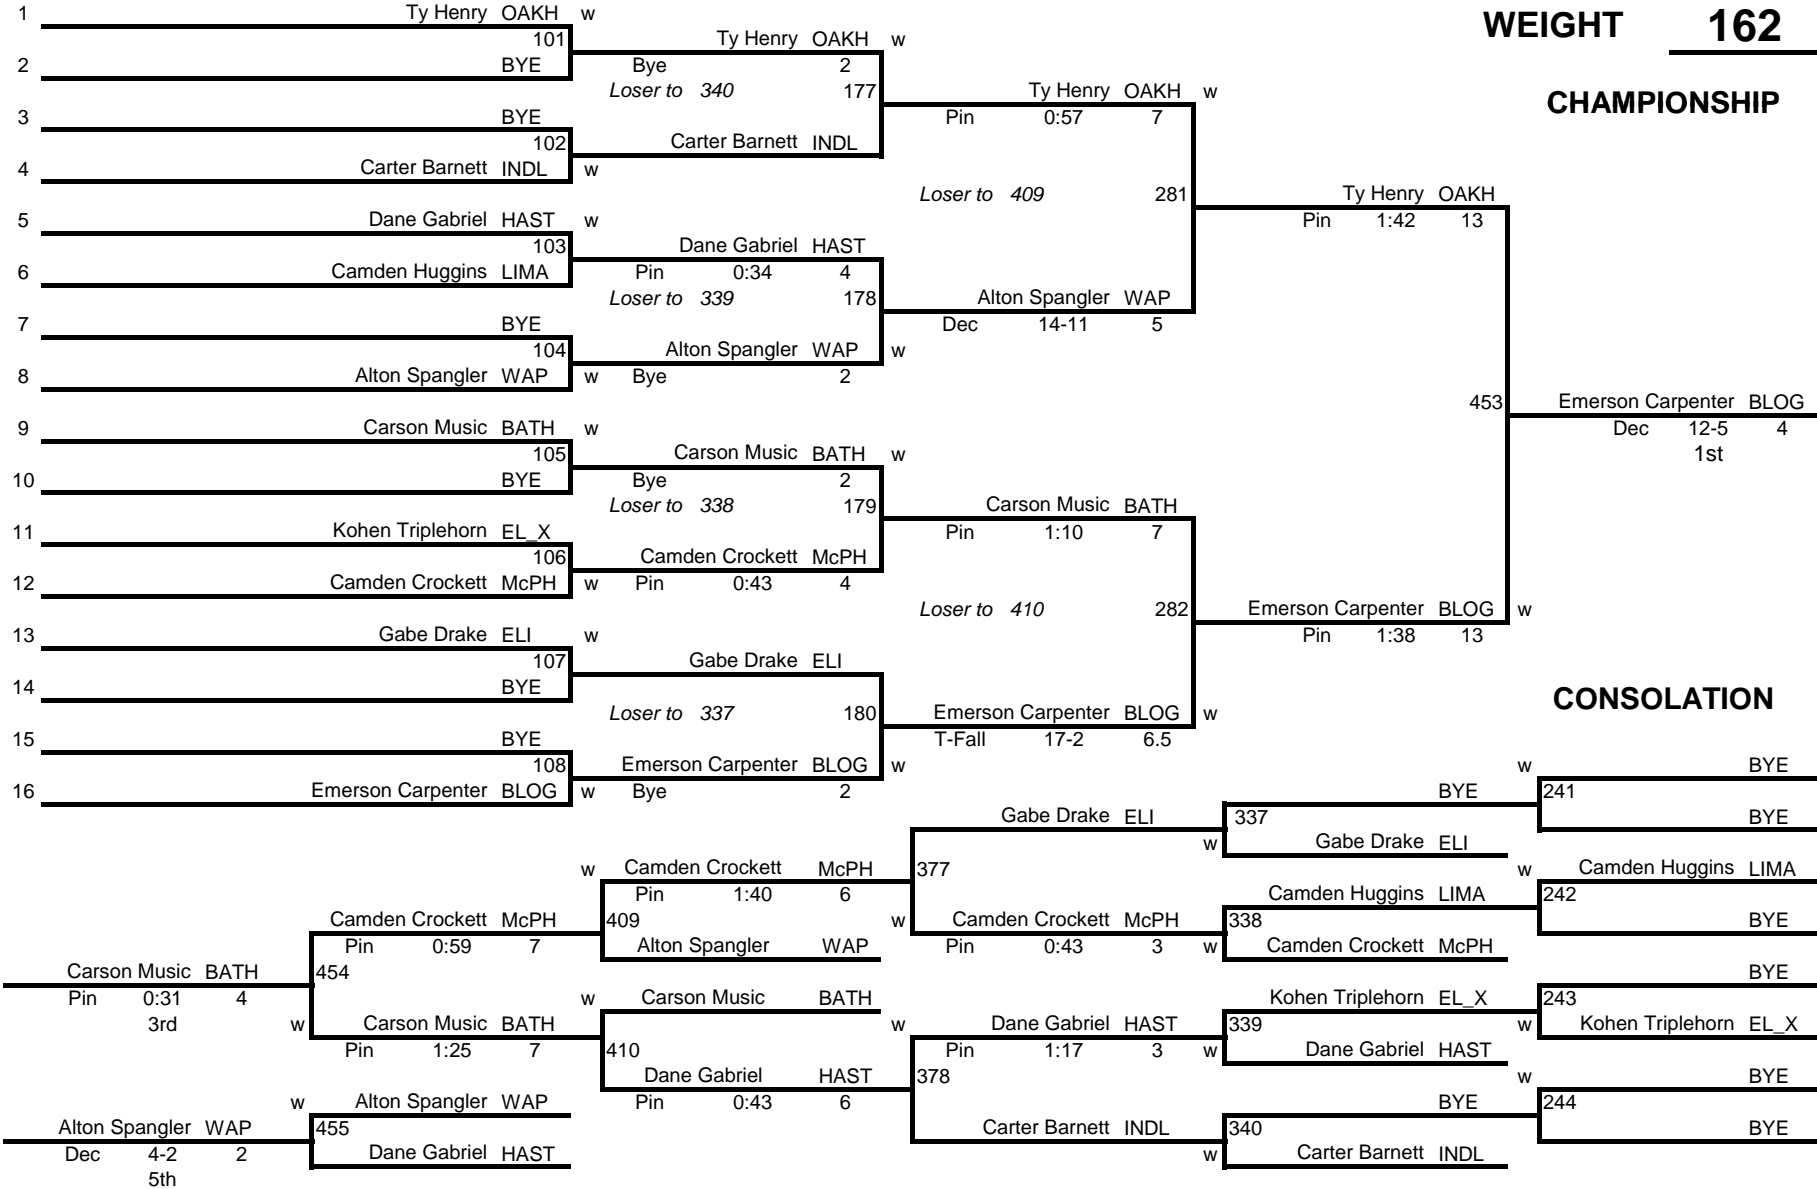 1 Ty Henry OAKH w
WEIGHT 162
101 Ty Henry OAKH w
2 BYE Bye 2
Loser to 340 177 Ty Henry OAKH w
CHAMPIONSHIP
3 BYE Pin 0:57 7
102 Carter Barnett INDL
4 Carter Barnett INDL w
Loser to 409 281 Ty Henry OAKH
5 Dane Gabriel HAST w Pin 1:42 13
103 Dane Gabriel HAST
6 Camden Huggins LIMA Pin 0:34 4
Loser to 339 178 Alton Spangler WAP
7 BYE Dec 14-11 5
104 Alton Spangler WAP w
8 Alton Spangler WAP w Bye 2
453 Emerson Carpenter BLOG
9 Carson Music BATH w Dec 12-5 4
105 Carson Music BATH w 1st
10 BYE Bye 2
Loser to 338 179 Carson Music BATH
11 Kohen Triplehorn EL_X Pin 1:10 7
106 Camden Crockett McPH
12 Camden Crockett McPH w Pin 0:43 4
Loser to 410 282 Emerson Carpenter BLOG w
13 Gabe Drake ELI w Pin 1:38 13
107 Gabe Drake ELI
14 BYE
CONSOLATION
Loser to 337 180 Emerson Carpenter BLOG w
15 BYE T-Fall 17-2 6.5
108 Emerson Carpenter BLOG w w BYE
16 Emerson Carpenter BLOG w Bye 2 BYE 241
Gabe Drake ELI 337 BYE
w Gabe Drake ELI
w Camden Crockett McPH 377 w Camden Huggins LIMA
Pin 1:40 6 Camden Huggins LIMA 242
Camden Crockett McPH 409 w Camden Crockett McPH 338 BYE
Pin 0:59 7 Alton Spangler WAP Pin 0:43 3 w Camden Crockett McPH
Carson Music BATH 454 BYE
Pin 0:31 4 w Carson Music BATH Kohen Triplehorn EL_X 243
3rd w Carson Music BATH w Dane Gabriel HAST 339 w Kohen Triplehorn EL_X
Pin 1:25 7 410 Pin 1:17 3 w Dane Gabriel HAST
Dane Gabriel HAST 378 w BYE
w Alton Spangler WAP Pin 0:43 6 BYE 244
Alton Spangler WAP 455 Carter Barnett INDL 340 BYE
Dec 4-2 2 Dane Gabriel HAST w Carter Barnett INDL
5th